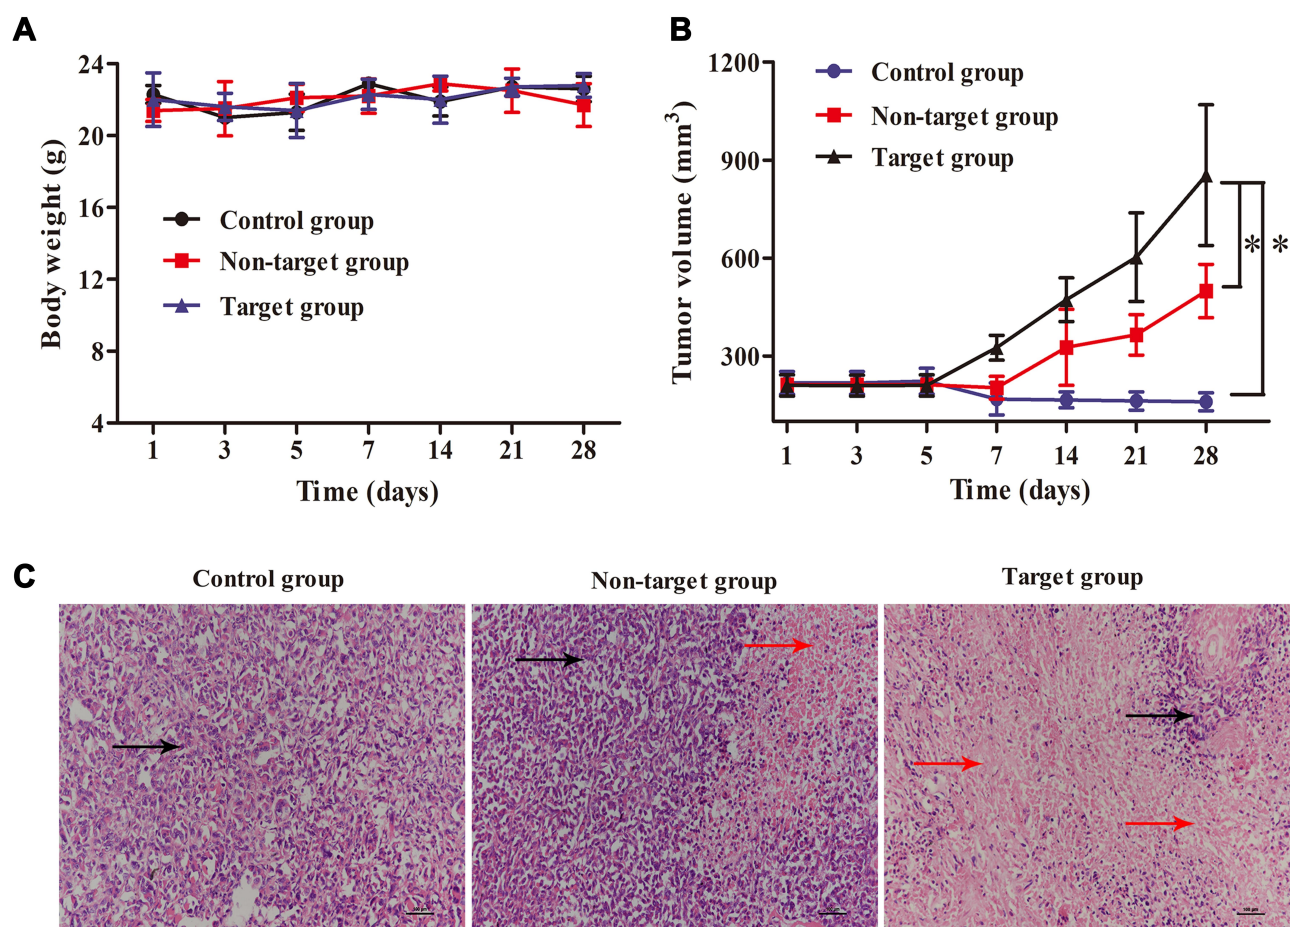 A
24
20
16
12
8
4
Body weight (g)
Control group
Non-target group
Target group
1 3 5 7 14 21 28
Time (days)
B
1200
900
600
300
Tumor volume (mm3)
Control group
Non-target group
Target group
* *
1 3 5 7 14 21 28
Time (days)
C
Control group
Non-target group
Target group
100 μm